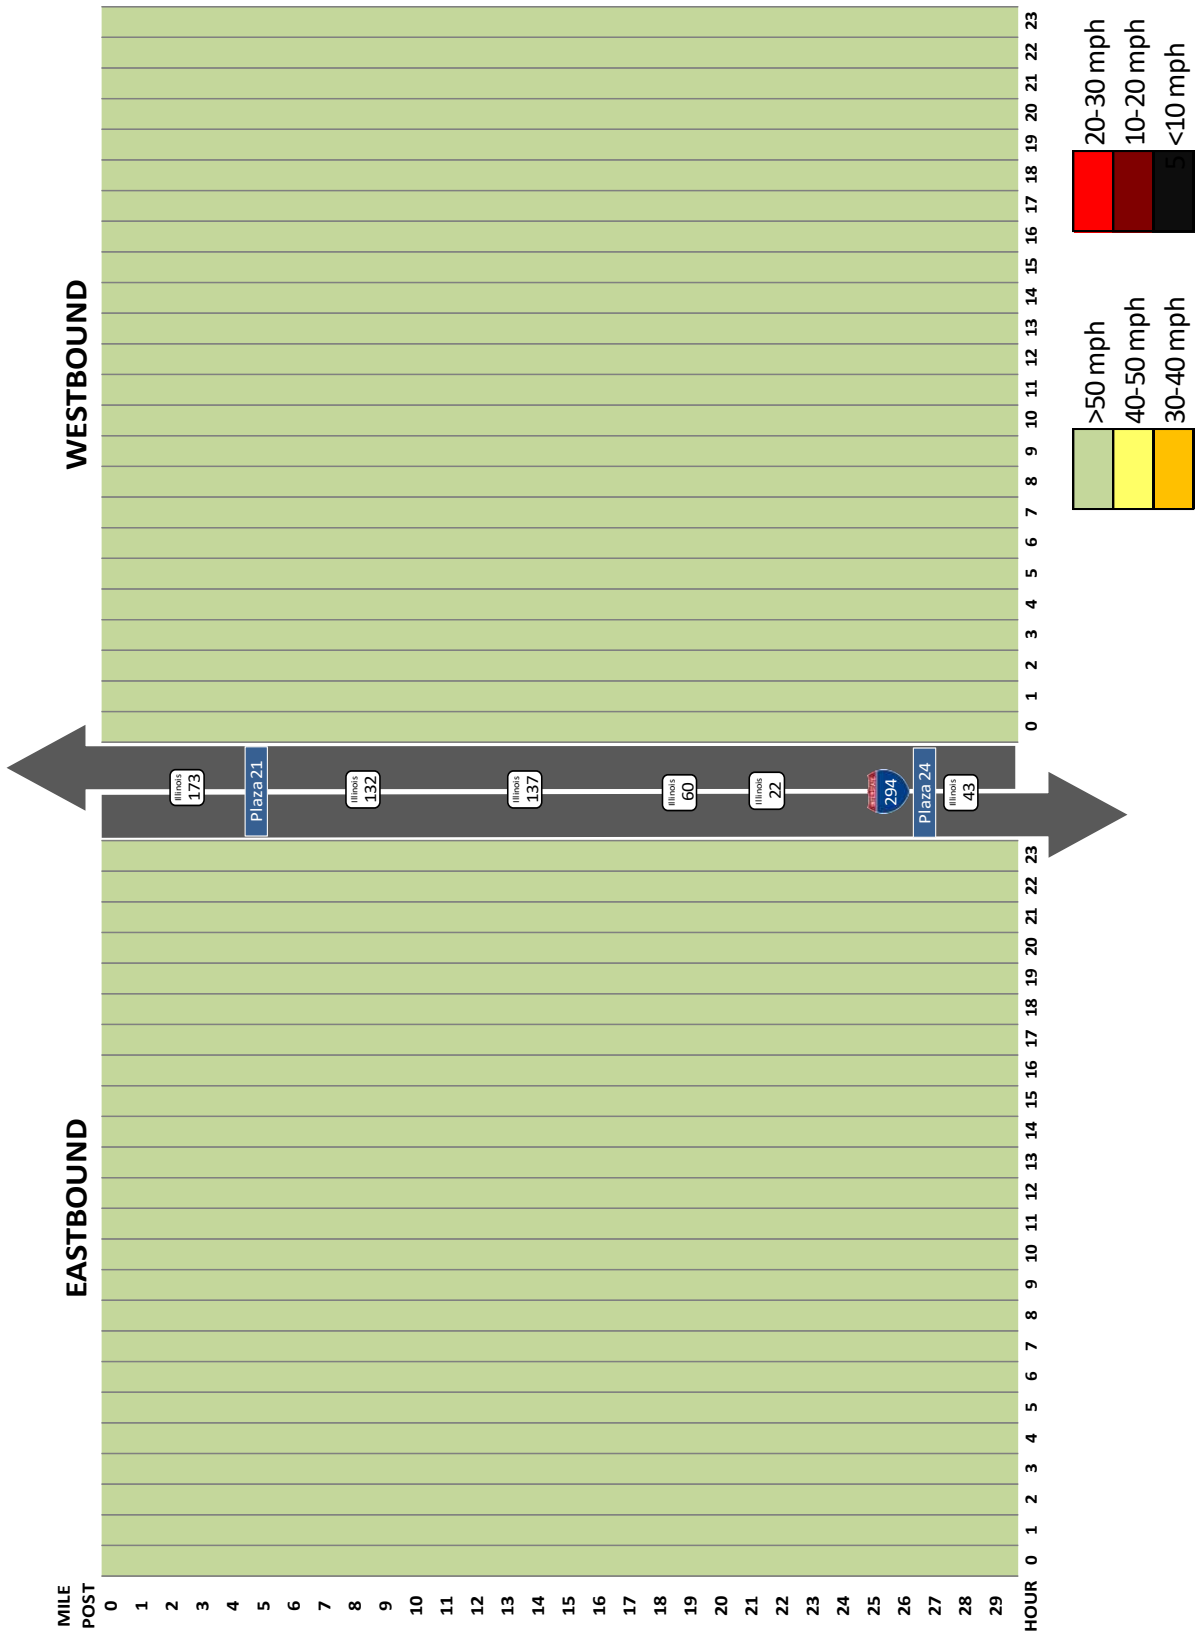 EASTBOUND
WESTBOUND
MILE
POST
0
1
2
Illinois
173
3
4
Plaza 21
5
6
7
8
Illinois
132
9
10
11
12
13
Illinois
137
14
15
16
17
18
Illinois
60
19
20
21
Illinois
22
22
23
24
25
INTERSTATE
294
26
Plaza 24
27
28
Illinois
43
29
HOUR 0 1 2 3 4 5 6 7 8 9 10 11 12 13 14 15 16 17 18 19 20 21 22 23 0 1 2 3 4 5 6 7 8 9 10 11 12 13 14 15 16 17 18 19 20 21 22 23
>50 mph 20-30 mph
40-50 mph 10-20 mph
30-40 mph 5 <10 mph